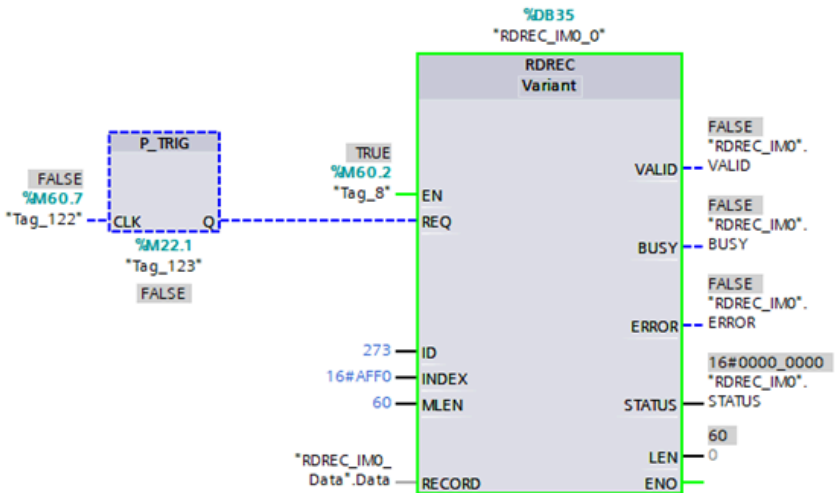 %DB35
"RDREC_IM0_0"
RDREC
Variant
P_TRIG
FALSE
%M60.7
"Tag_122"
CLK
Q
%M22.1
"Tag_123"
FALSE
TRUE
%M60.2
"Tag_8"
EN
REQ
273
ID
16#AFF0
INDEX
60
MLEN
"RDREC_IM0_
Data".Data
RECORD
FALSE
"RDREC_IM0".
VALID
VALID
FALSE
"RDREC_IM0".
BUSY
BUSY
FALSE
"RDREC_IM0".
ERROR
ERROR
16#0000_0000
"RDREC_IM0".
STATUS
STATUS
60
LEN
0
ENO